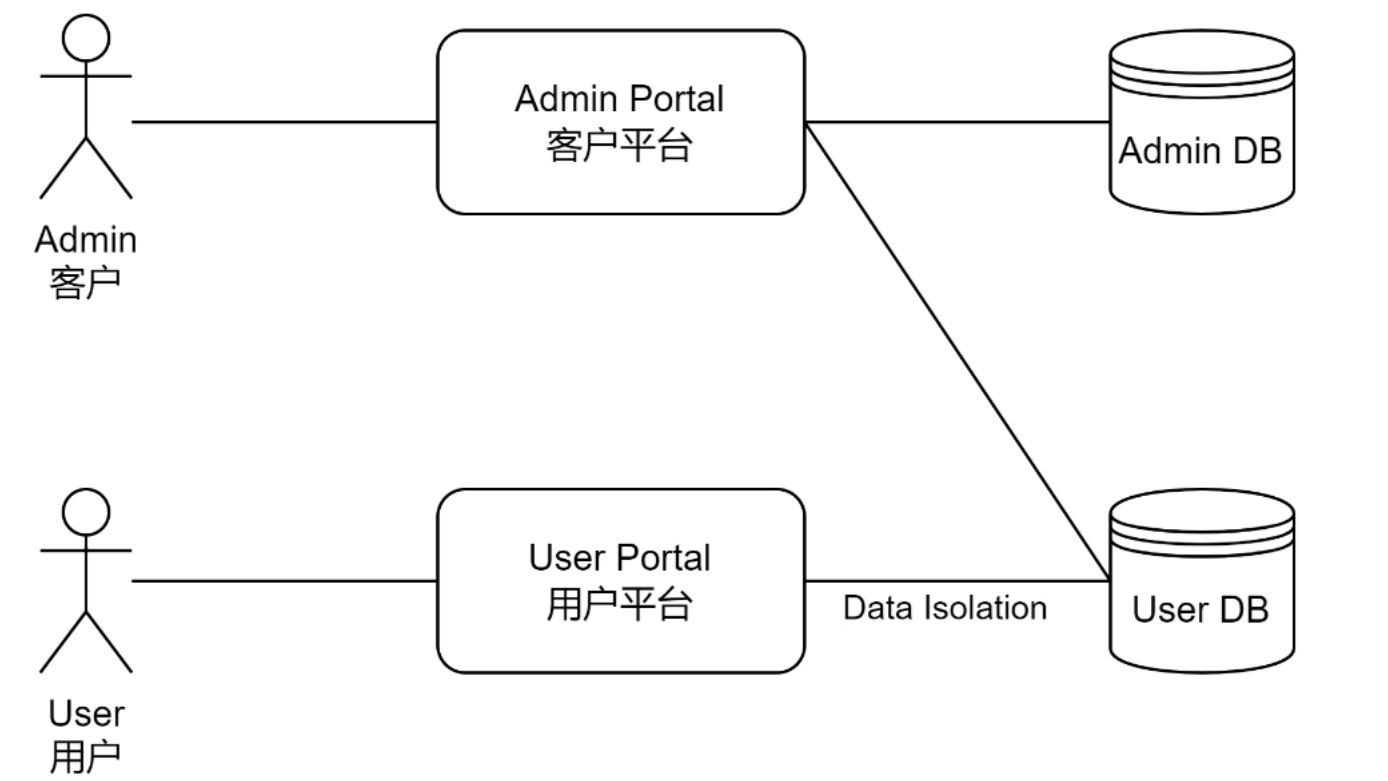 Admin Portal
客户平台
Admin DB
Admin
客户
User Portal
用户平台
Data Isolation
User DB
User
用户